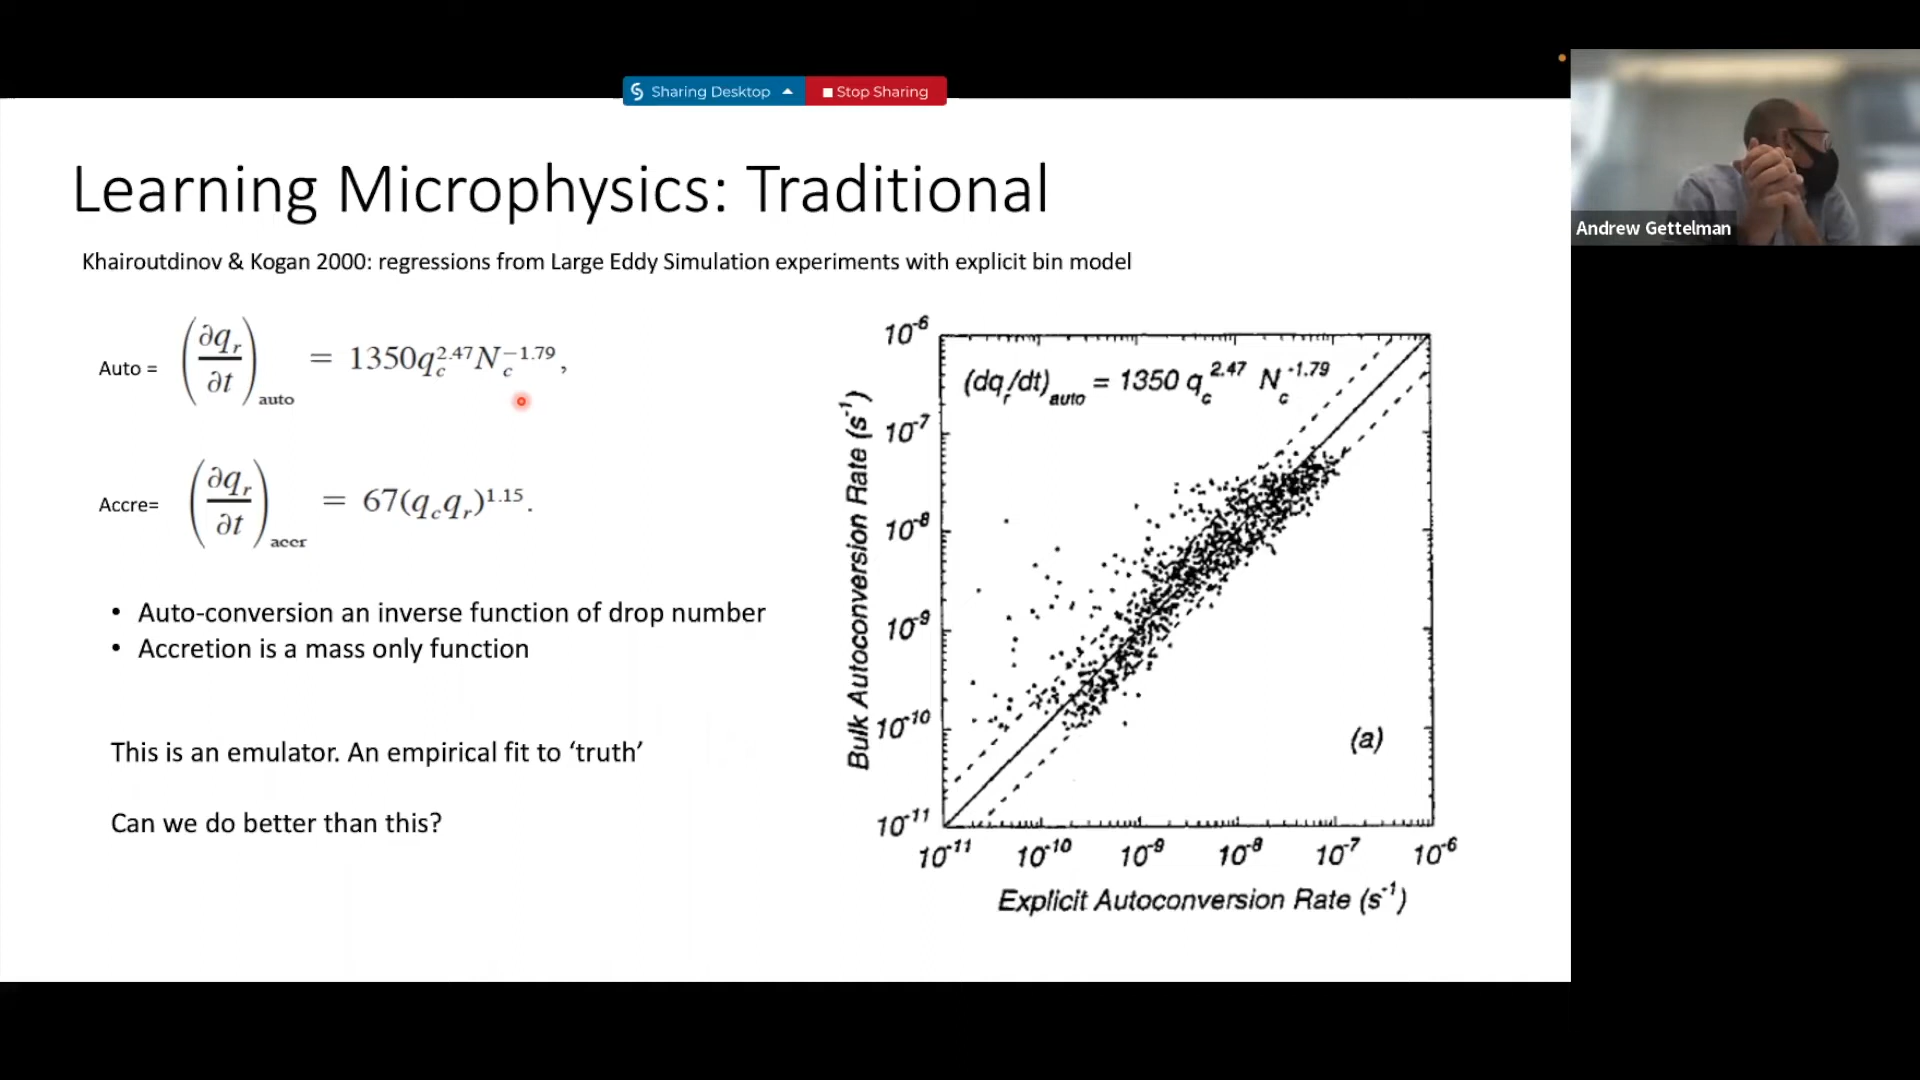 Sharing Desktop
Stop Sharing
Andrew Gettelman
Learning Microphysics: Traditional
Khairoutdinov & Kogan 2000: regressions from Large Eddy Simulation experiments with explicit bin model
Auto = (∂q_r/∂t)_auto = 1350q_c^2.47 N_c^−1.79,
Accre= (∂q_r/∂t)_accr = 67(q_c q_r)^1.15.
• Auto-conversion an inverse function of drop number
• Accretion is a mass only function
This is an emulator. An empirical fit to ‘truth’
Can we do better than this?
(dq_r/dt)_auto = 1350 q_c^2.47 N_c^-1.79
Bulk Autoconversion Rate (s^-1)
10^-6
10^-7
10^-8
10^-9
10^-10
10^-11
(a)
10^-11 10^-10 10^-9 10^-8 10^-7 10^-6
Explicit Autoconversion Rate (s^-1)